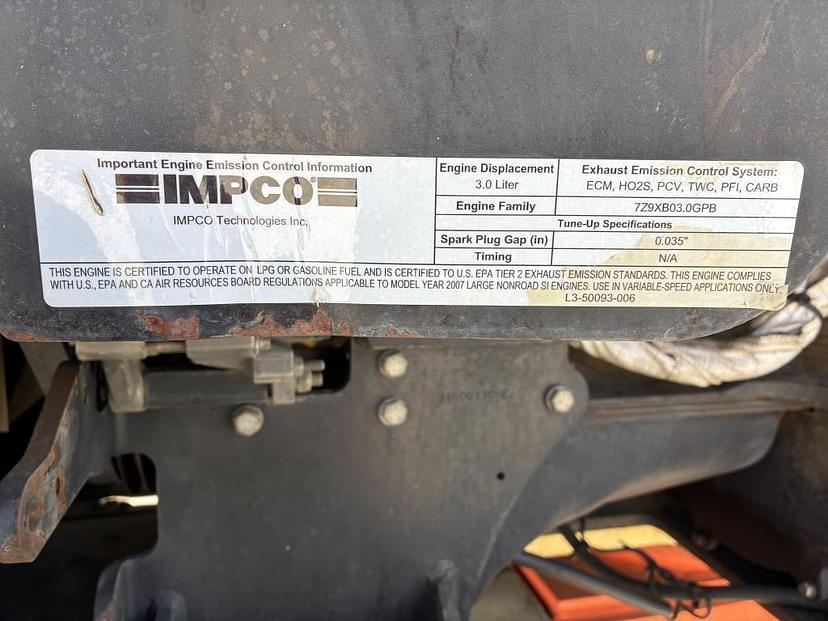 Important Engine Emission Control Information
IMPCO®
IMPCO Technologies Inc.
Engine Displacement
3.0 Liter
Exhaust Emission Control System:
ECM, HO2S, PCV, TWC, PFI, CARB
Engine Family
7Z9XB03.0GPB
Tune-Up Specifications
Spark Plug Gap (in)
0.035"
Timing
N/A
THIS ENGINE IS CERTIFIED TO OPERATE ON LPG OR GASOLINE FUEL AND IS CERTIFIED TO U.S. EPA TIER 2 EXHAUST EMISSION STANDARDS. THIS ENGINE COMPLIES
WITH U.S., EPA AND CA AIR RESOURCES BOARD REGULATIONS APPLICABLE TO MODEL YEAR 2007 LARGE NONROAD SI ENGINES. USE IN VARIABLE-SPEED APPLICATIONS ONLY.
L3-50093-006